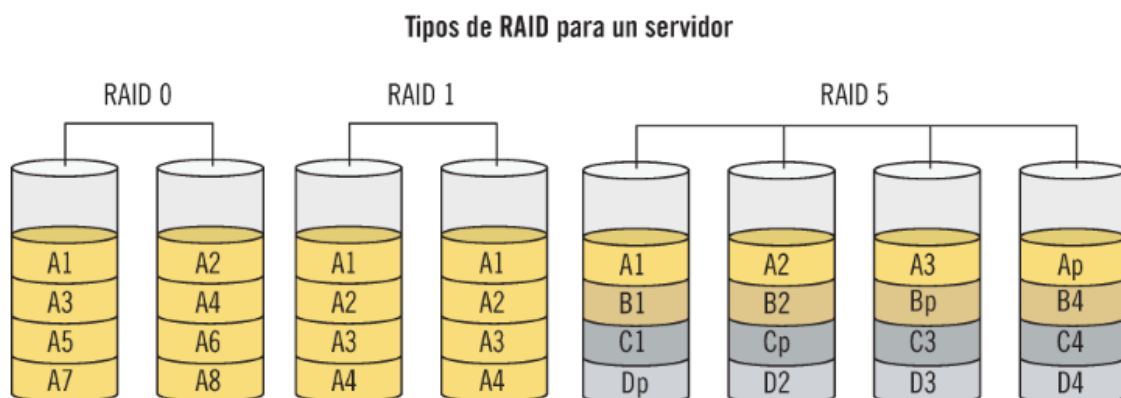 Tipos de RAID para un servidor
RAID 0 RAID 1 RAID 5
A1 A2 A1 A1 A1 A2 A3 Ap
A3 A4 A2 A2 B1 B2 Bp B4
A5 A6 A3 A3 C1 Cp C3 C4
A7 A8 A4 A4 Dp D2 D3 D4